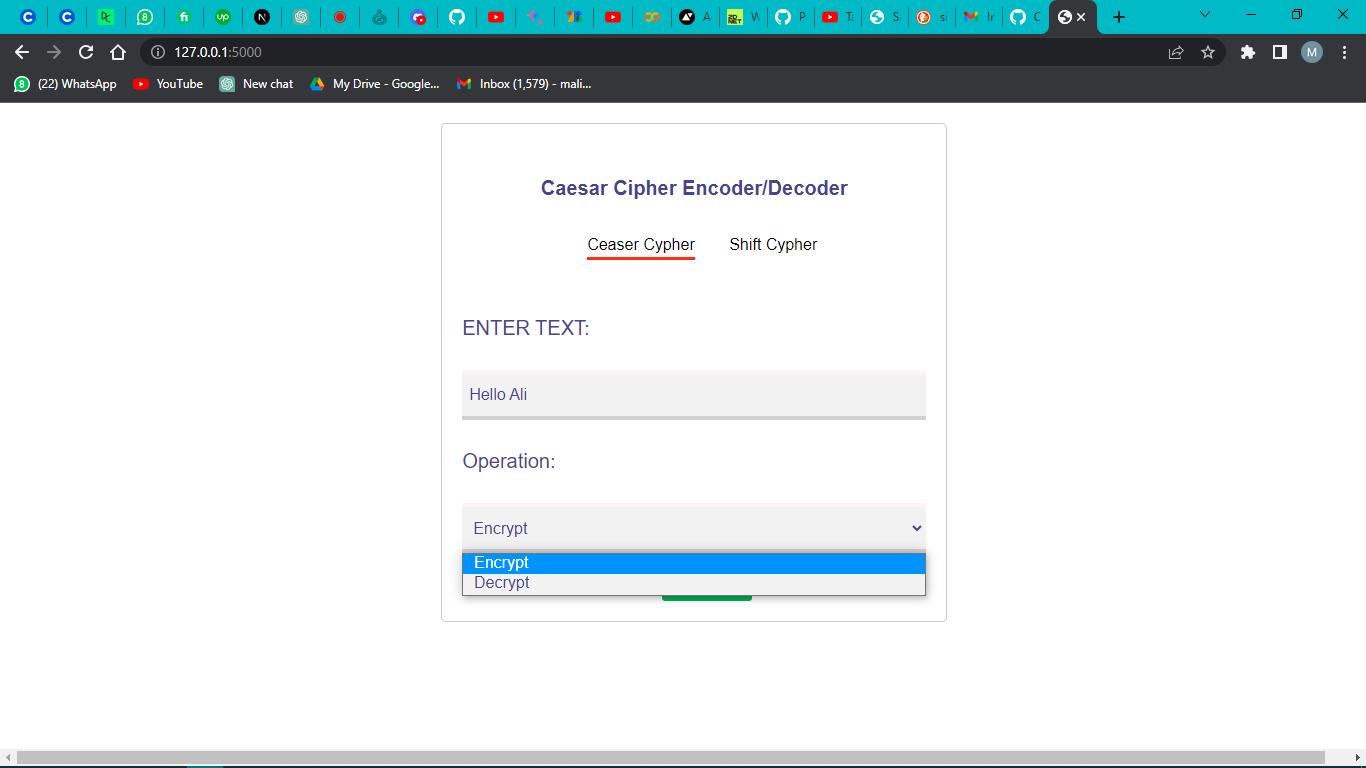 A
W
P
Ta
S
si
Ir
C
127.0.0.1:5000
M
(22) WhatsApp
YouTube
New chat
My Drive - Google...
Inbox (1,579) - mali...
Caesar Cipher Encoder/Decoder
Ceaser Cypher Shift Cypher
ENTER TEXT:
Hello Ali
Operation:
Encrypt
Encrypt
Decrypt